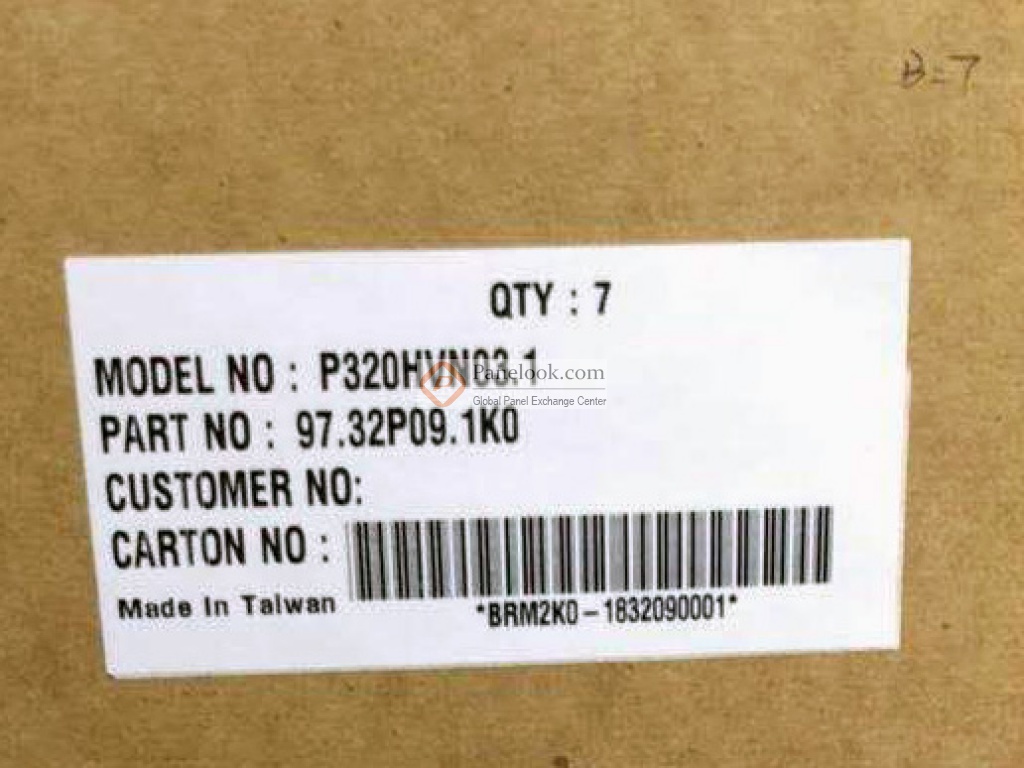 B=7
QTY : 7
MODEL NO : P320HVN03.1
Panelook.com
Global Panel Exchange Center
PART NO : 97.32P09.1K0
CUSTOMER NO:
CARTON NO :
Made In Taiwan
*BRM2K0-1832090001*